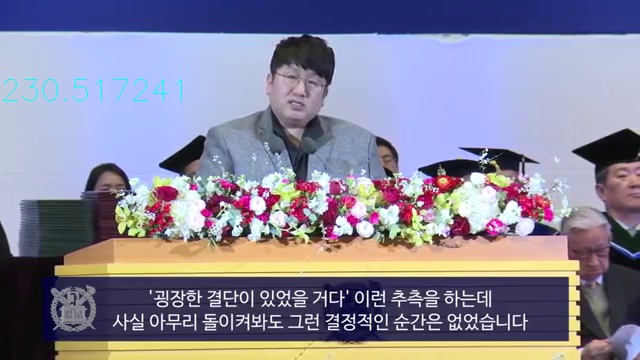 230.517241
'굉장한 결단이 있었을 거다' 이런 추측을 하는데
사실 아무리 돌이켜봐도 그런 결정적인 순간은 없었습니다